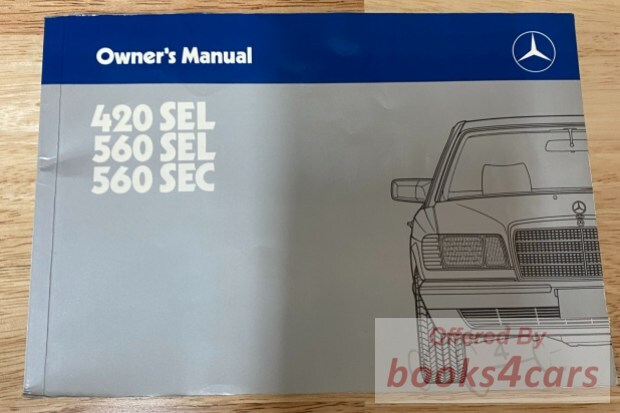 Owner's Manual
420 SEL
560 SEL
560 SEC
Offered By
books4cars